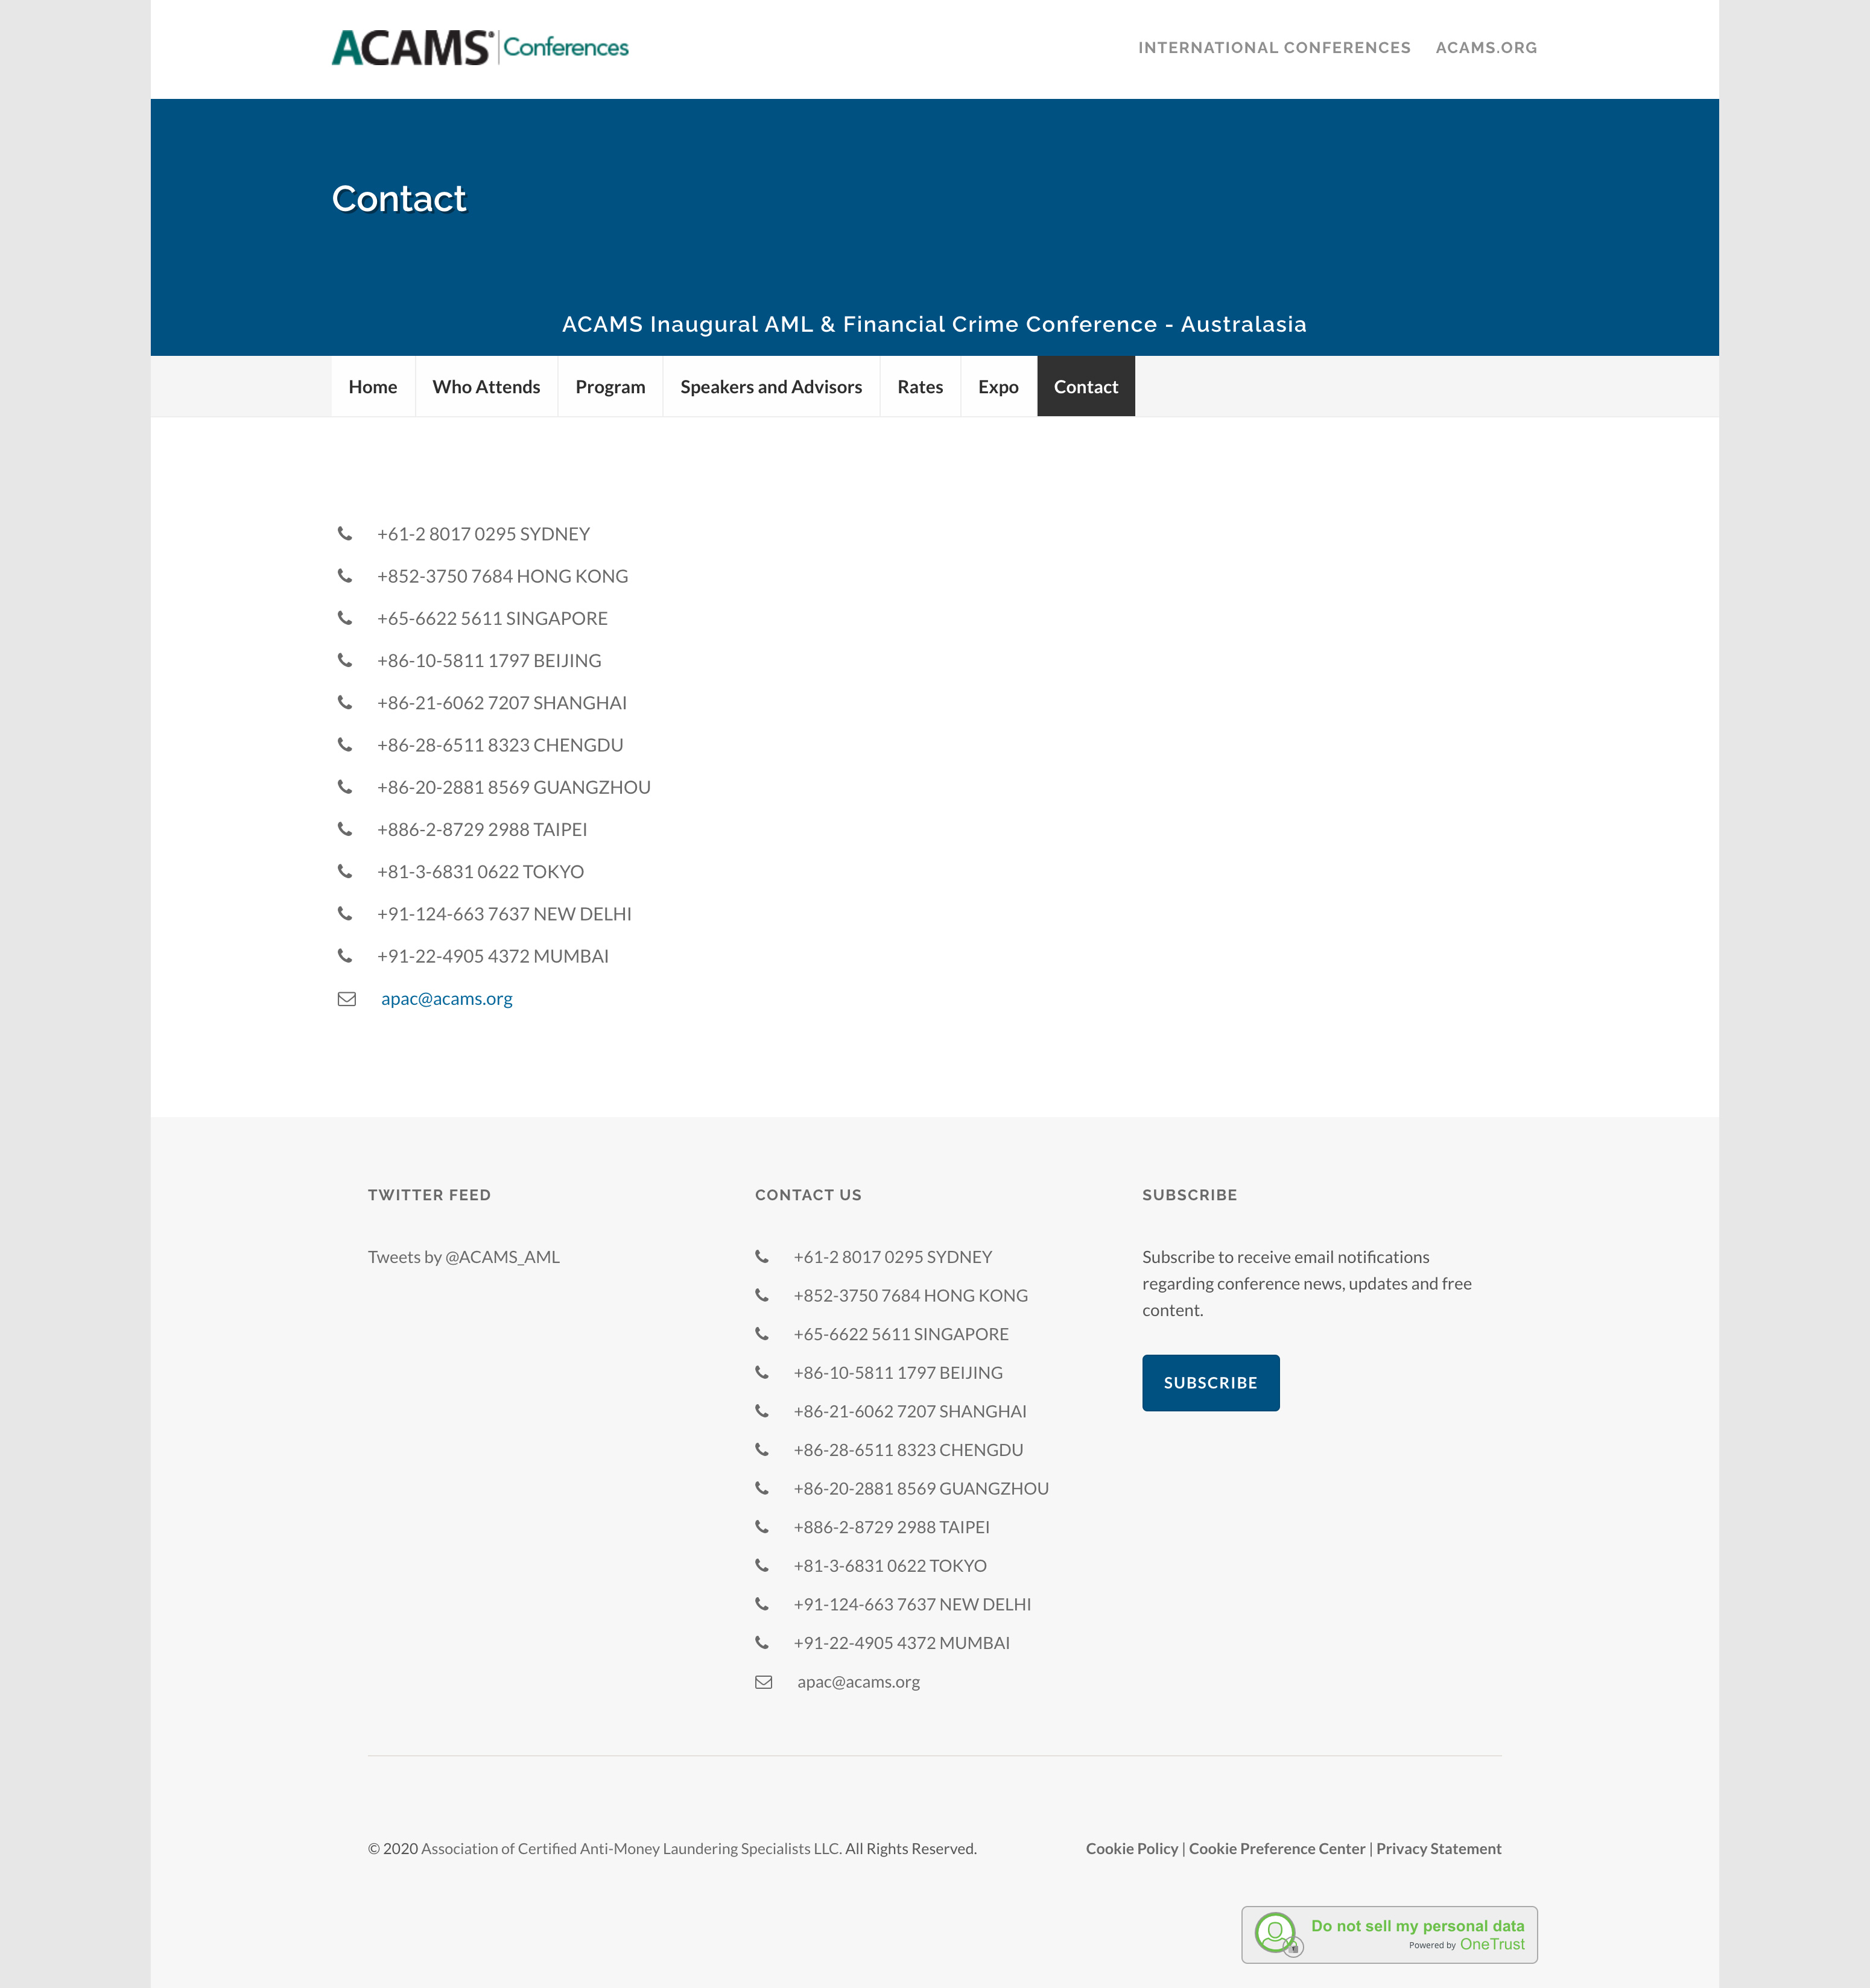 ACAMS® Conferences
INTERNATIONAL CONFERENCES ACAMS.ORG
Contact
ACAMS Inaugural AML & Financial Crime Conference - Australasia
Home Who Attends Program Speakers and Advisors Rates Expo Contact
+61-2 8017 0295 SYDNEY
+852-3750 7684 HONG KONG
+65-6622 5611 SINGAPORE
+86-10-5811 1797 BEIJING
+86-21-6062 7207 SHANGHAI
+86-28-6511 8323 CHENGDU
+86-20-2881 8569 GUANGZHOU
+886-2-8729 2988 TAIPEI
+81-3-6831 0622 TOKYO
+91-124-663 7637 NEW DELHI
+91-22-4905 4372 MUMBAI
apac@acams.org
TWITTER FEED
Tweets by @ACAMS_AML
CONTACT US
+61-2 8017 0295 SYDNEY
+852-3750 7684 HONG KONG
+65-6622 5611 SINGAPORE
+86-10-5811 1797 BEIJING
+86-21-6062 7207 SHANGHAI
+86-28-6511 8323 CHENGDU
+86-20-2881 8569 GUANGZHOU
+886-2-8729 2988 TAIPEI
+81-3-6831 0622 TOKYO
+91-124-663 7637 NEW DELHI
+91-22-4905 4372 MUMBAI
apac@acams.org
SUBSCRIBE
Subscribe to receive email notifications
regarding conference news, updates and free
content.
SUBSCRIBE
© 2020 Association of Certified Anti-Money Laundering Specialists LLC. All Rights Reserved.
Cookie Policy | Cookie Preference Center | Privacy Statement
Do not sell my personal data
Powered by OneTrust